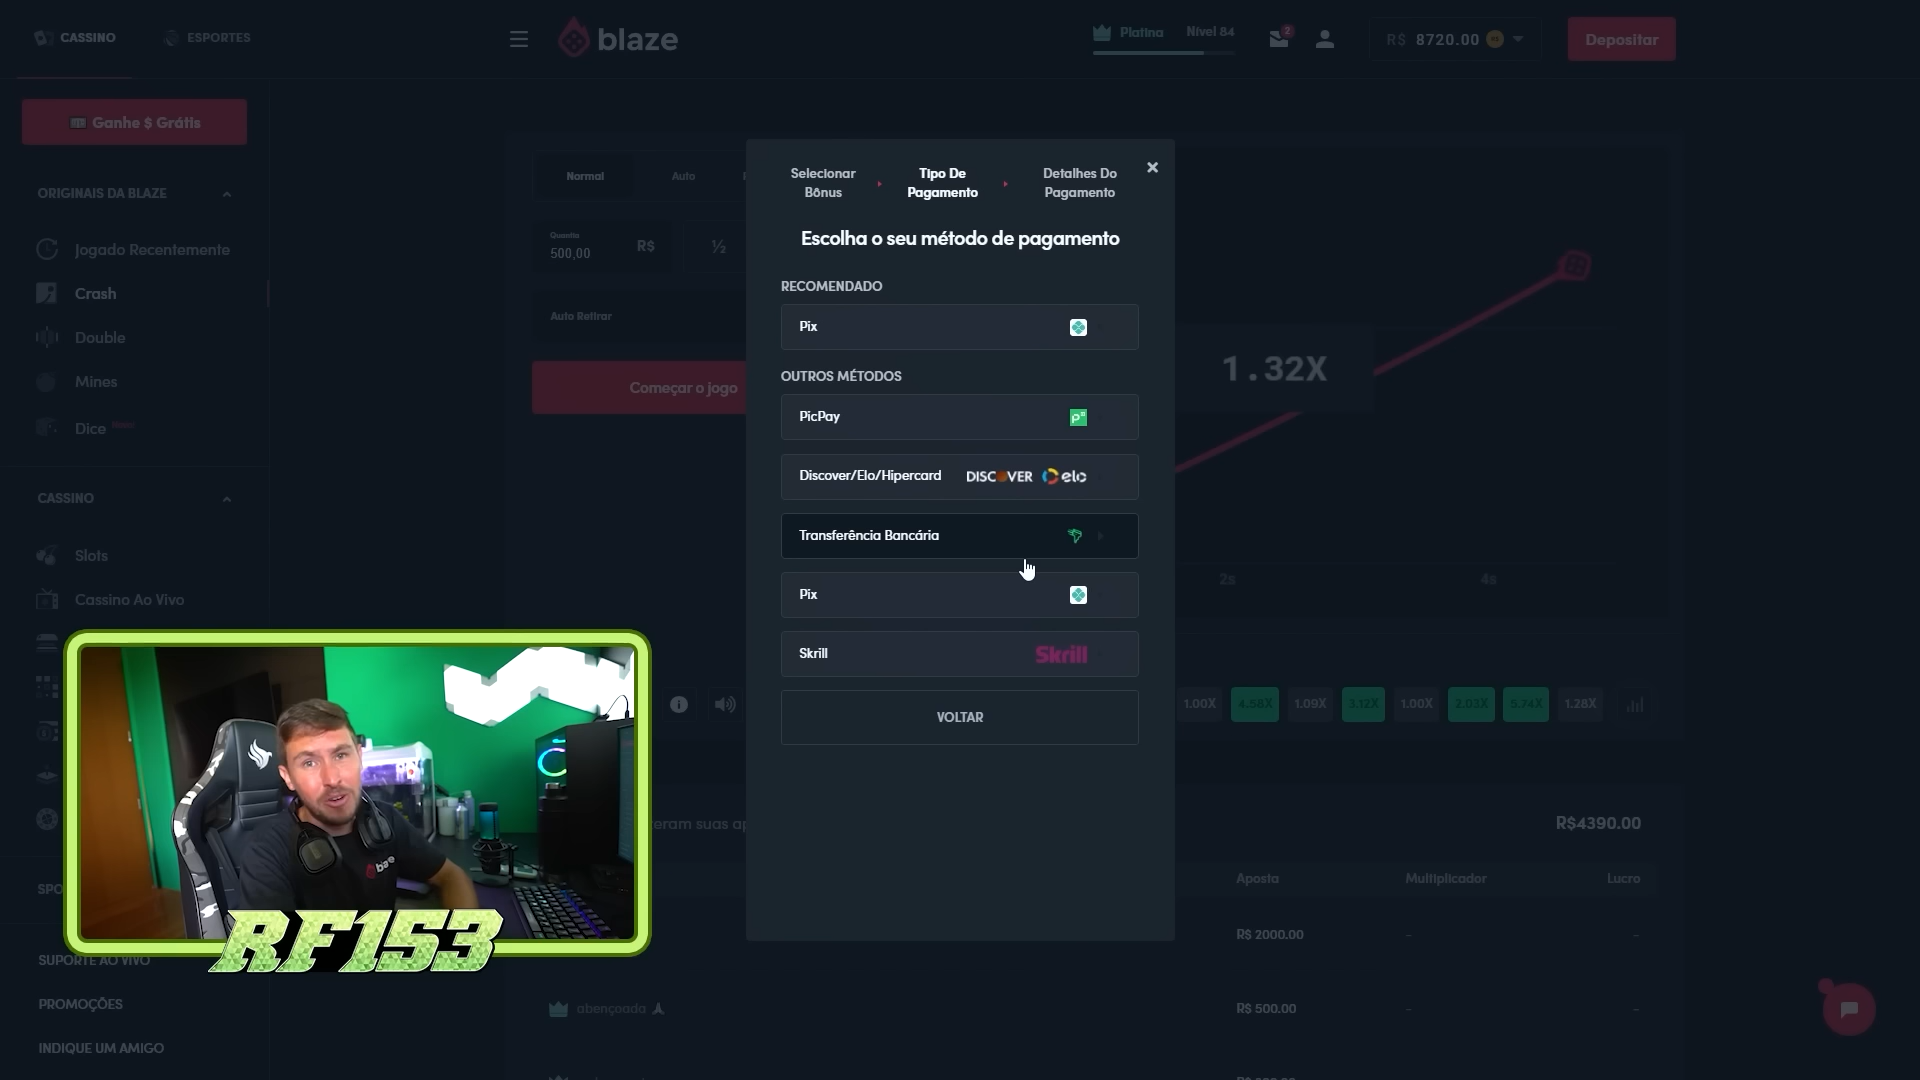 CASSINO
ESPORTES
blaze
Platina
Nível 84
2
R$ 8720.00
Depositar
Ganhe $ Grátis
ORIGINAIS DA BLAZE
Jogado Recentemente
Crash
Double
Mines
Dice
CASSINO
Slots
Cassino Ao Vivo
SUPORTE AO VIVO
PROMOÇÕES
INDIQUE UM AMIGO
Normal
Auto
Quantia
500,00
R$
½
Auto Retirar
Começar o jogo
Selecionar
Bônus
Tipo De
Pagamento
Detalhes Do
Pagamento
×
Escolha o seu método de pagamento
RECOMENDADO
Pix
OUTROS MÉTODOS
PicPay
Discover/Elo/Hipercard DISCOVER elo
Transferência Bancária
Pix
Skrill Skrill
VOLTAR
1.32X
2s
4s
1.00X
4.58X
1.09X
3.12X
1.00X
2.03X
5.74X
1.28X
R$4390.00
Aposta
Multiplicador
Lucro
R$ 2000.00
-
-
abençoada
R$ 500.00
-
-
RF153